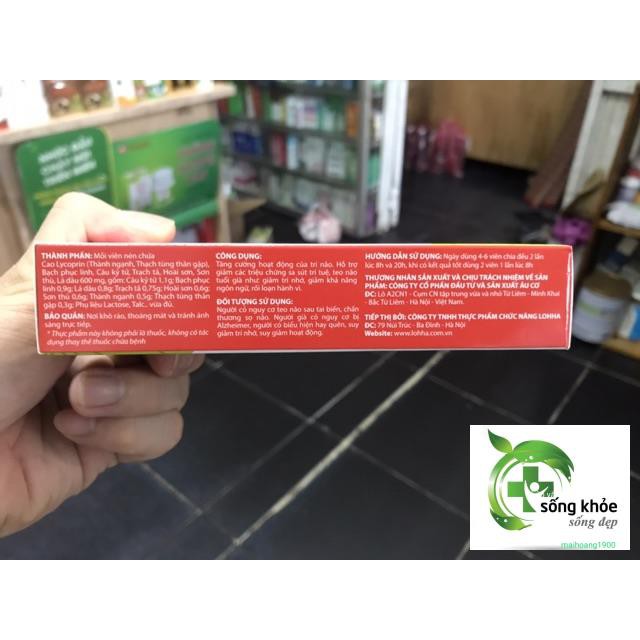 THÀNH PHẦN: Mỗi viên nén chứa
Cao Lycoprin (Thành ngạnh, Thạch tùng thân gập),
Bạch phục linh, Câu kỷ tử, Trạch tả, Hoài sơn, Sơn
thù, Lá dâu 600 mg, gồm: Câu kỷ tử 1,1g; Bạch phục
linh 0,9g; Lá dâu 0,8g; Trạch tả 0,75g; Hoài sơn 0,6g;
Sơn thù 0,6g; Thành ngạnh 0,5g; Thạch tùng thân
gập 0,3g; Phụ liệu Lactose, Talc.. vừa đủ.
BẢO QUẢN: Nơi khô ráo, thoáng mát và tránh ánh
sáng trực tiếp.
* Thực phẩm này không phải là thuốc, không có tác
dụng thay thế thuốc chữa bệnh
CÔNG DỤNG:
Tăng cường hoạt động của trí não. Hỗ trợ
giảm các triệu chứng sa sút trí tuệ, teo não
tuổi già như: giảm trí nhớ, giảm khả năng
ngôn ngữ, rối loạn hành vi.
ĐỐI TƯỢNG SỬ DỤNG:
Người có nguy cơ teo não sau tai biến, chấn
thương sọ não. Người già có nguy cơ bị
Alzheimer, người có biểu hiện hay quên, suy
giảm trí nhớ, suy giảm hoạt động.
HƯỚNG DẪN SỬ DỤNG: Ngày dùng 4-6 viên chia đều 2 lần
lúc 8h và 20h, khi có kết quả tốt dùng 2 viên 1 lần lúc 8h
THƯƠNG NHÂN SẢN XUẤT VÀ CHỊU TRÁCH NHIỆM VỀ SẢN
PHẨM: CÔNG TY CỔ PHẦN ĐẦU TƯ VÀ SẢN XUẤT ÂU CƠ
ĐC: Lô A2CN1 - Cụm CN tập trung vừa và nhỏ Từ Liêm - Minh Khai
- Bắc Từ Liêm - Hà Nội - Việt Nam.
TIẾP THỊ BỞI: CÔNG TY TNHH THỰC PHẨM CHỨC NĂNG LOHHA
ĐC: 79 Núi Trúc - Ba Đình - Hà Nội
Website: www.lohha.com.vn
sống khỏe
sống đẹp
maihoang1900